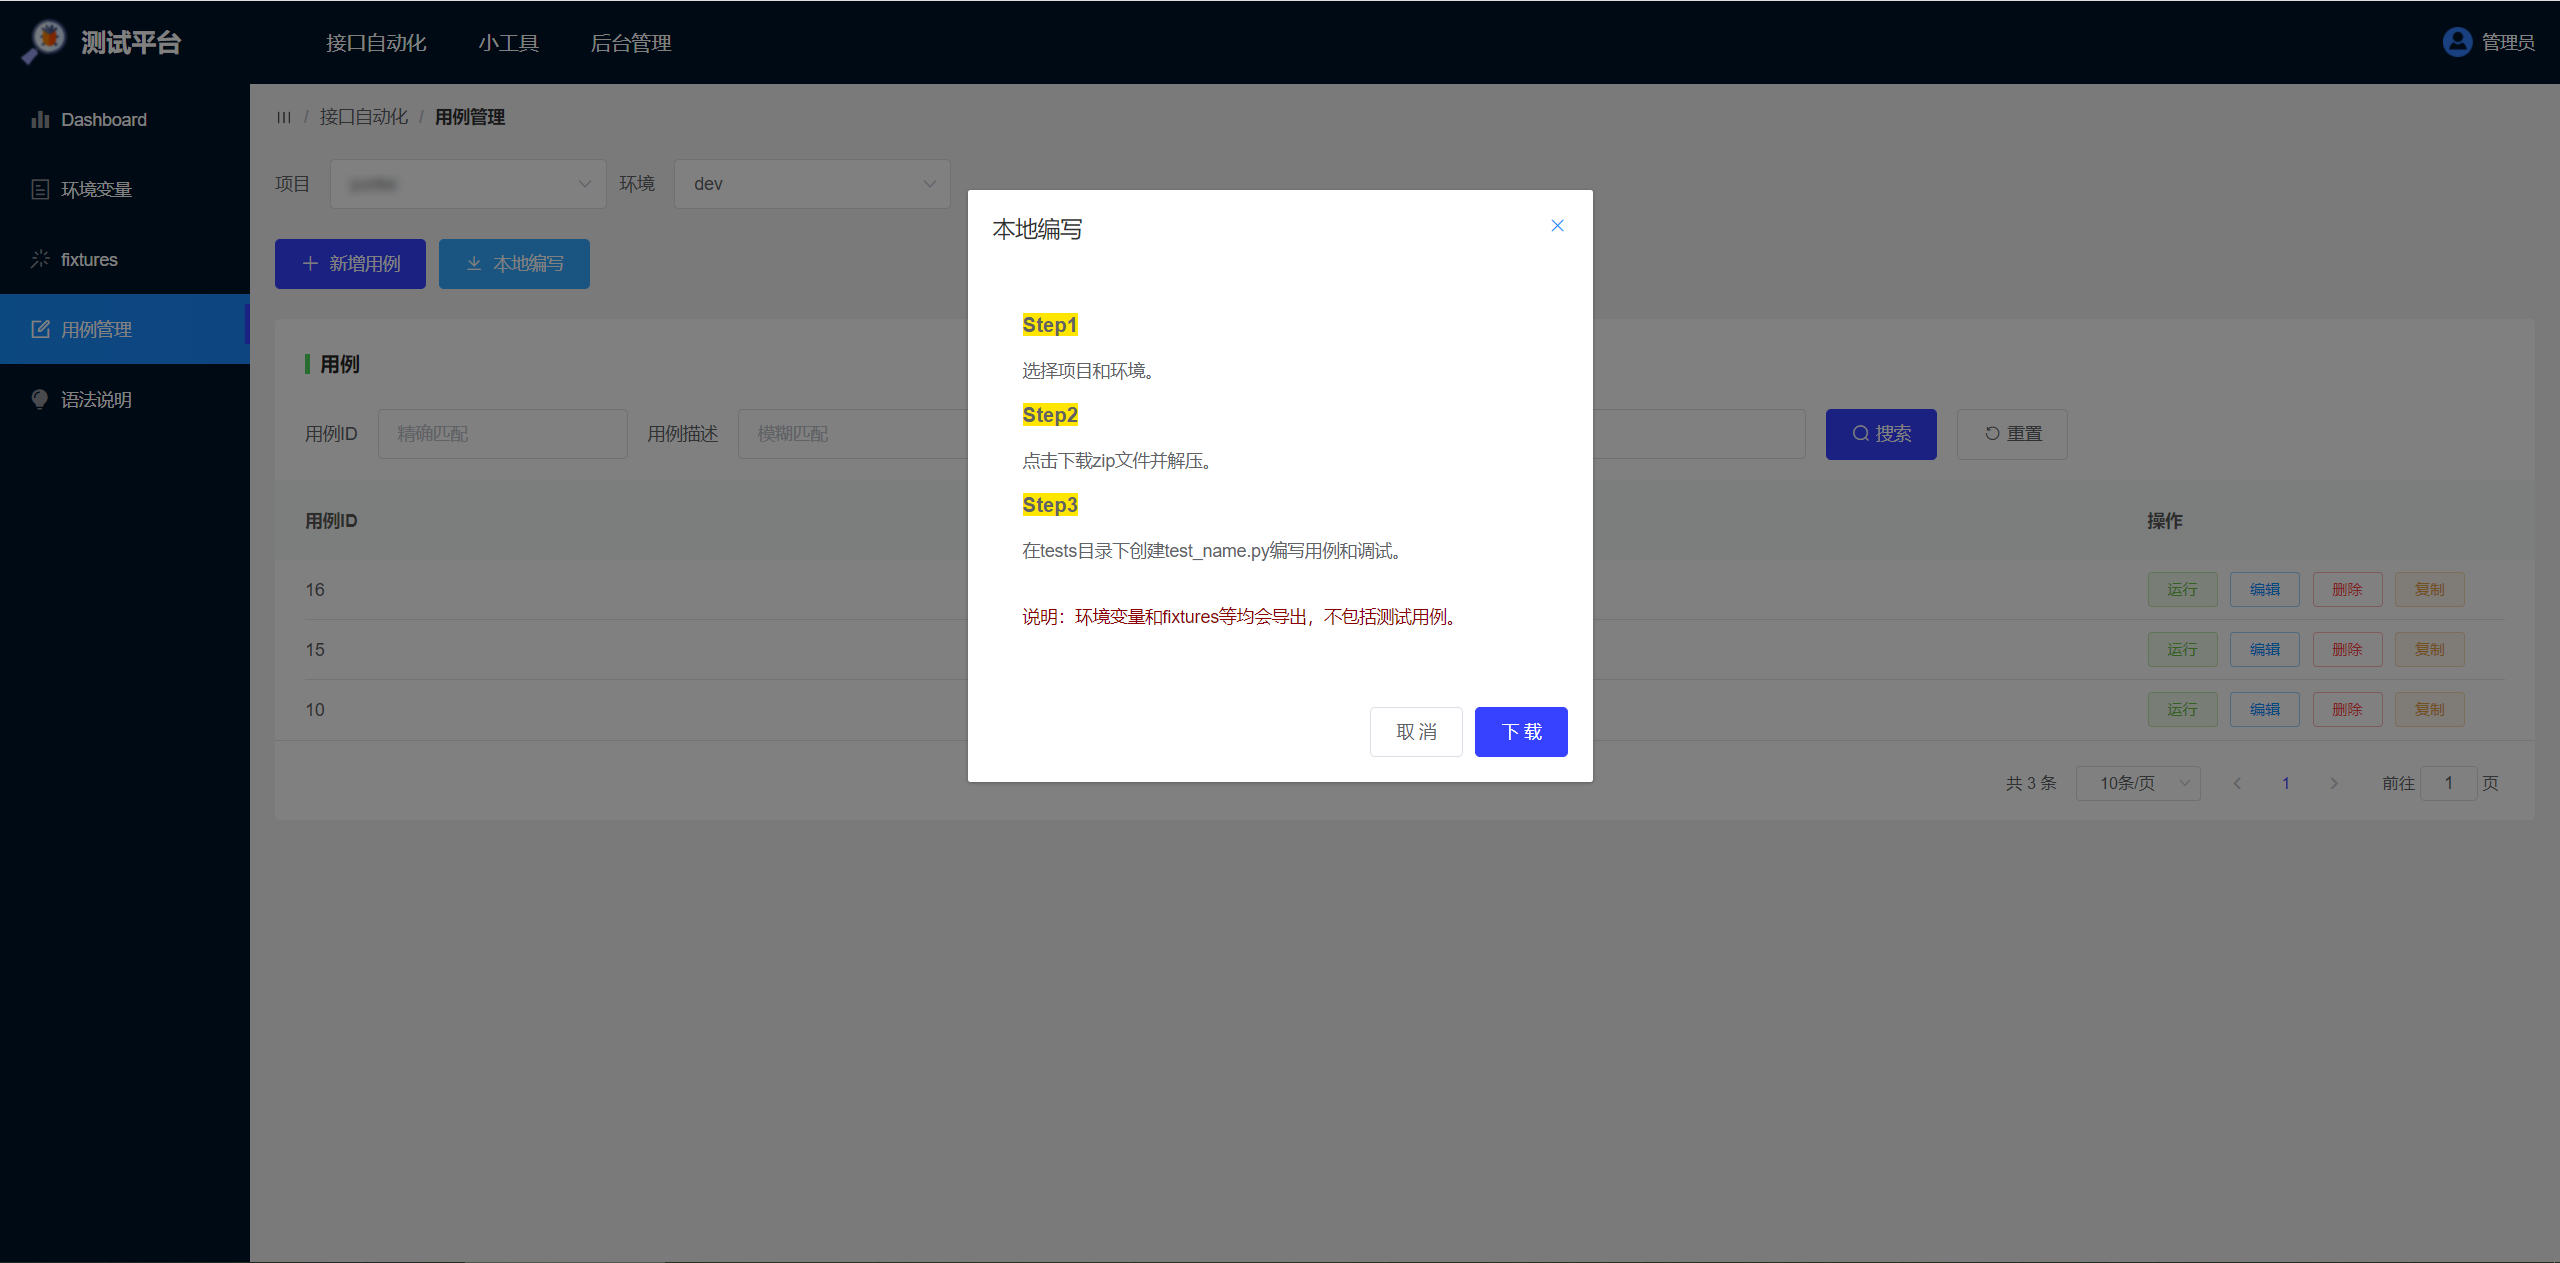 测试平台
接口自动化 小工具 后台管理
管理员
Dashboard
环境变量
fixtures
用例管理
语法说明
/ 接口自动化 / 用例管理
项目 环境 dev
新增用例 本地编写
用例
用例ID 精确匹配 用例描述 模糊匹配 搜索 重置
用例ID 操作
16 运行 编辑 删除 复制
15 运行 编辑 删除 复制
10 运行 编辑 删除 复制
共 3 条 10条/页 1 前往 1 页
本地编写
Step1
选择项目和环境。
Step2
点击下载zip文件并解压。
Step3
在tests目录下创建test_name.py编写用例和调试。
说明：环境变量和fixtures等均会导出，不包括测试用例。
取消 下载